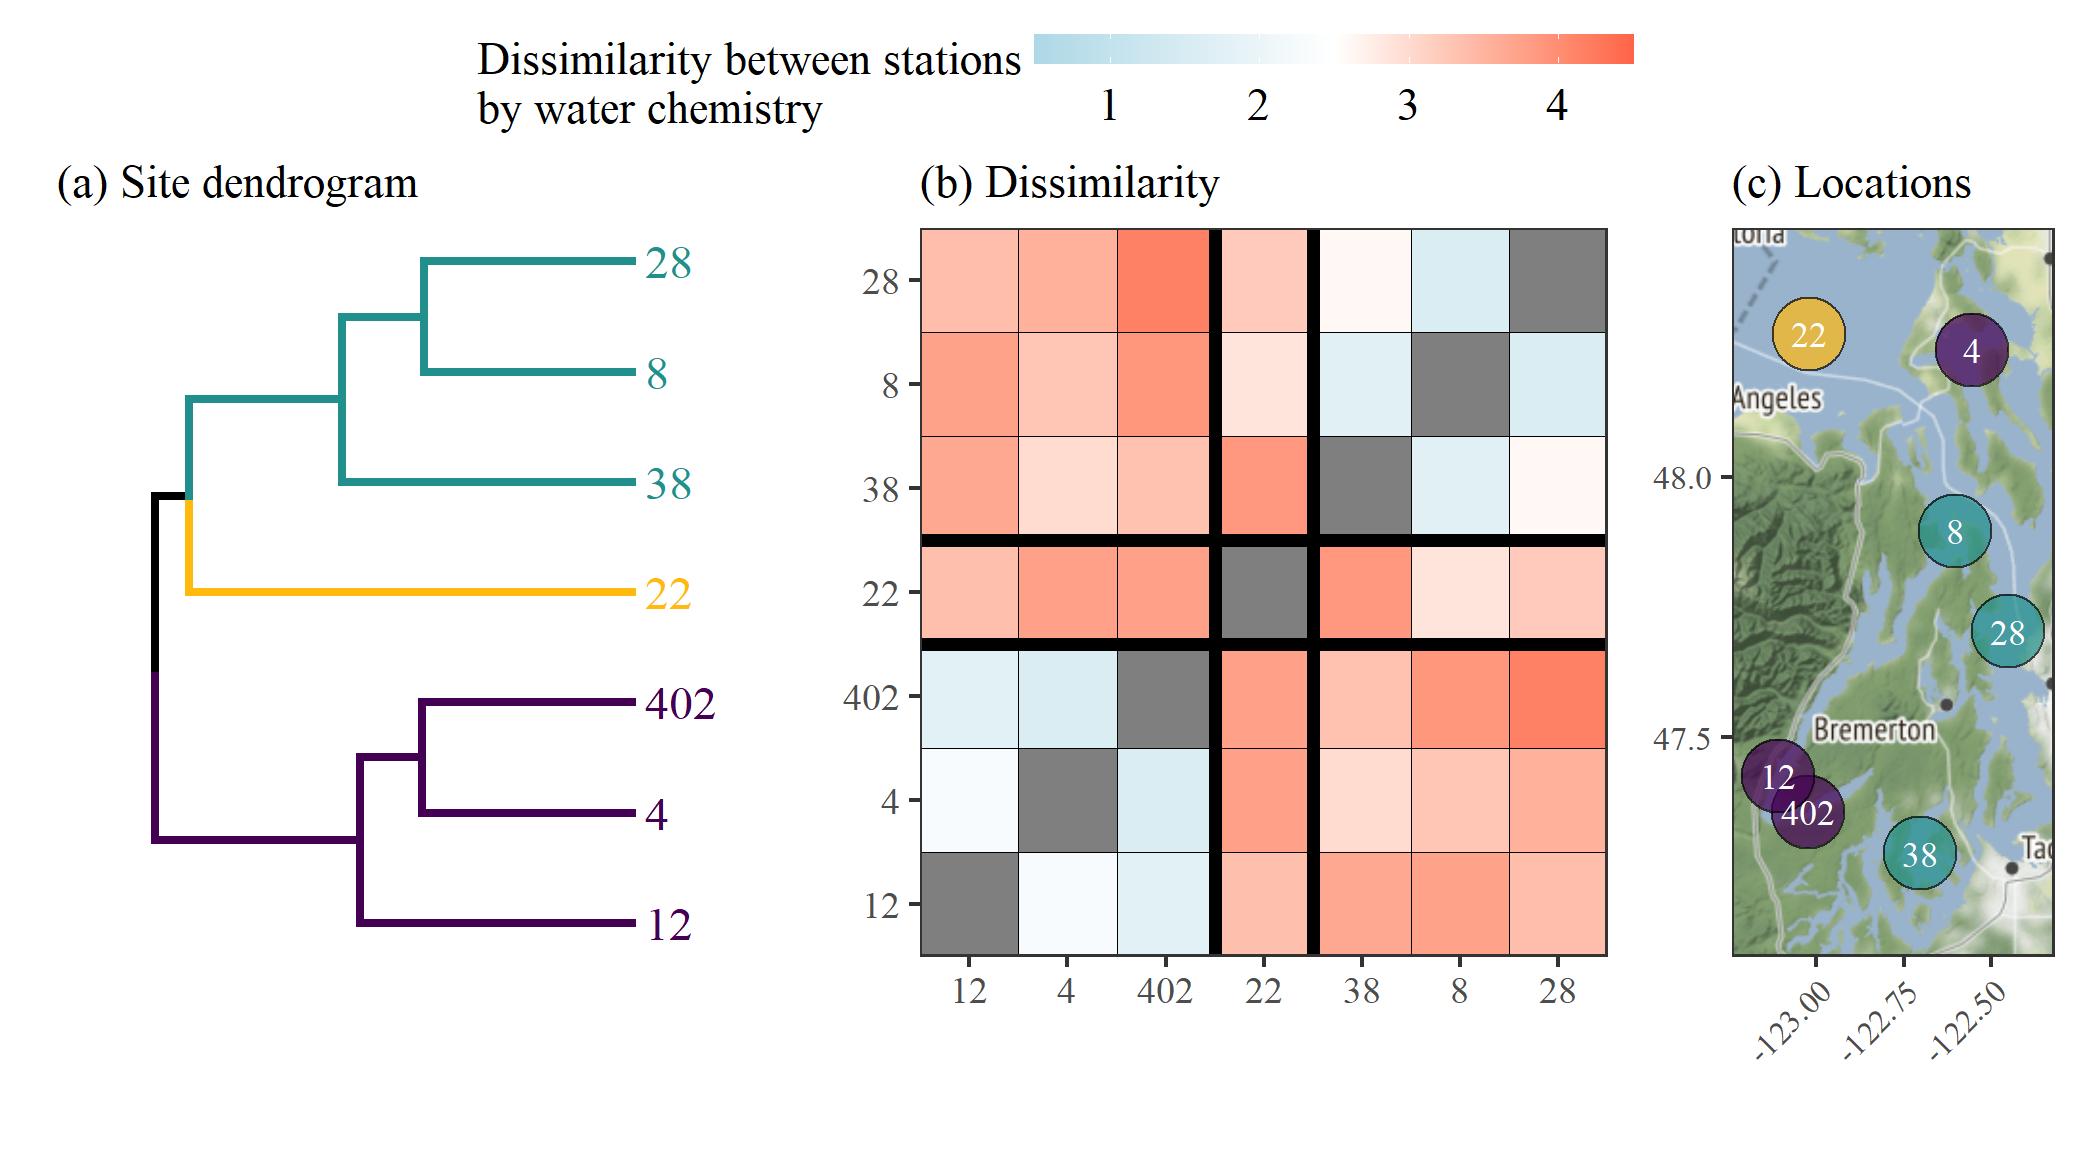 Dissimilarity between stations
by water chemistry
1 2 3 4
(a) Site dendrogram
28
8
38
22
402
4
12
(b) Dissimilarity
28
8
38
22
402
4
12
12 4 402 22 38 8 28
(c) Locations
22
4
Angeles
48.0
8
28
47.5
Bremerton
12
402
38
Tac
-123.00 -122.75 -122.50